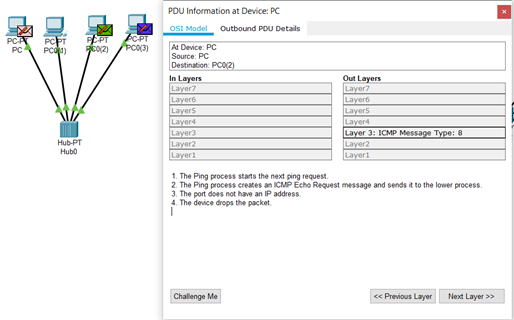 PC-PT
PC
PC-PT
PC-PT
PC0(2)
PC-PT
PC0(3)
Hub-PT
Hub0
PDU Information at Device: PC
OSI Model Outbound PDU Details
At Device: PC
Source: PC
Destination: PC0(2)
In Layers Out Layers
Layer7 Layer7
Layer6 Layer6
Layer5 Layer5
Layer4 Layer4
Layer3 Layer 3: ICMP Message Type: 8
Layer2 Layer2
Layer1 Layer1
1. The Ping process starts the next ping request.
2. The Ping process creates an ICMP Echo Request message and sends it to the lower process.
3. The port does not have an IP address.
4. The device drops the packet.
Challenge Me << Previous Layer Next Layer >>